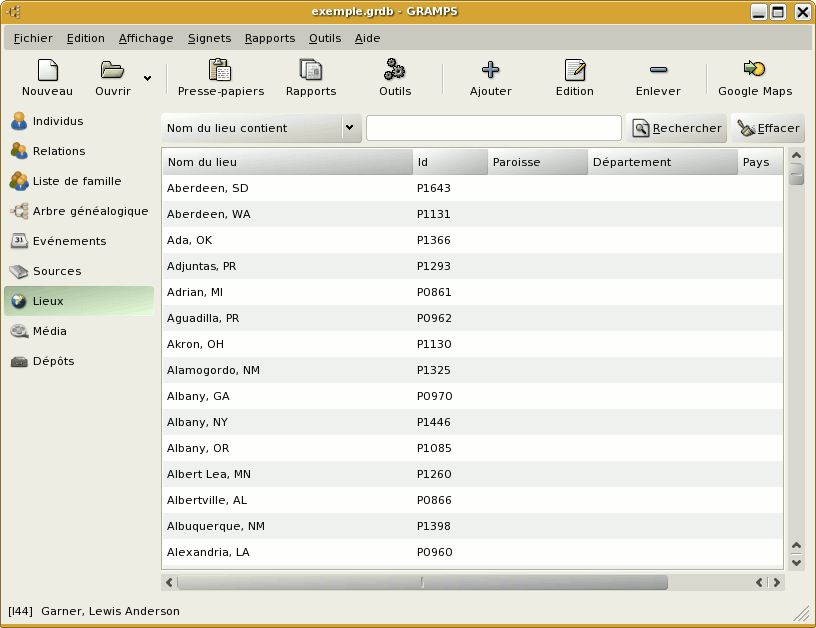 exemple.grdb - GRAMPS
Fichier Edition Affichage Signets Rapports Outils Aide
Nouveau Ouvrir Presse-papiers Rapports Outils Ajouter Edition Enlever Google Maps
Individus
Relations
Liste de famille
Arbre généalogique
Evénements
Sources
Lieux
Média
Dépôts
Nom du lieu contient Rechercher Effacer
Nom du lieu Id Paroisse Département Pays
Aberdeen, SD P1643
Aberdeen, WA P1131
Ada, OK P1366
Adjuntas, PR P1293
Adrian, MI P0861
Aguadilla, PR P0962
Akron, OH P1130
Alamogordo, NM P1325
Albany, GA P0970
Albany, NY P1446
Albany, OR P1085
Albert Lea, MN P1260
Albertville, AL P0866
Albuquerque, NM P1398
Alexandria, LA P0960
[I44] Garner, Lewis Anderson